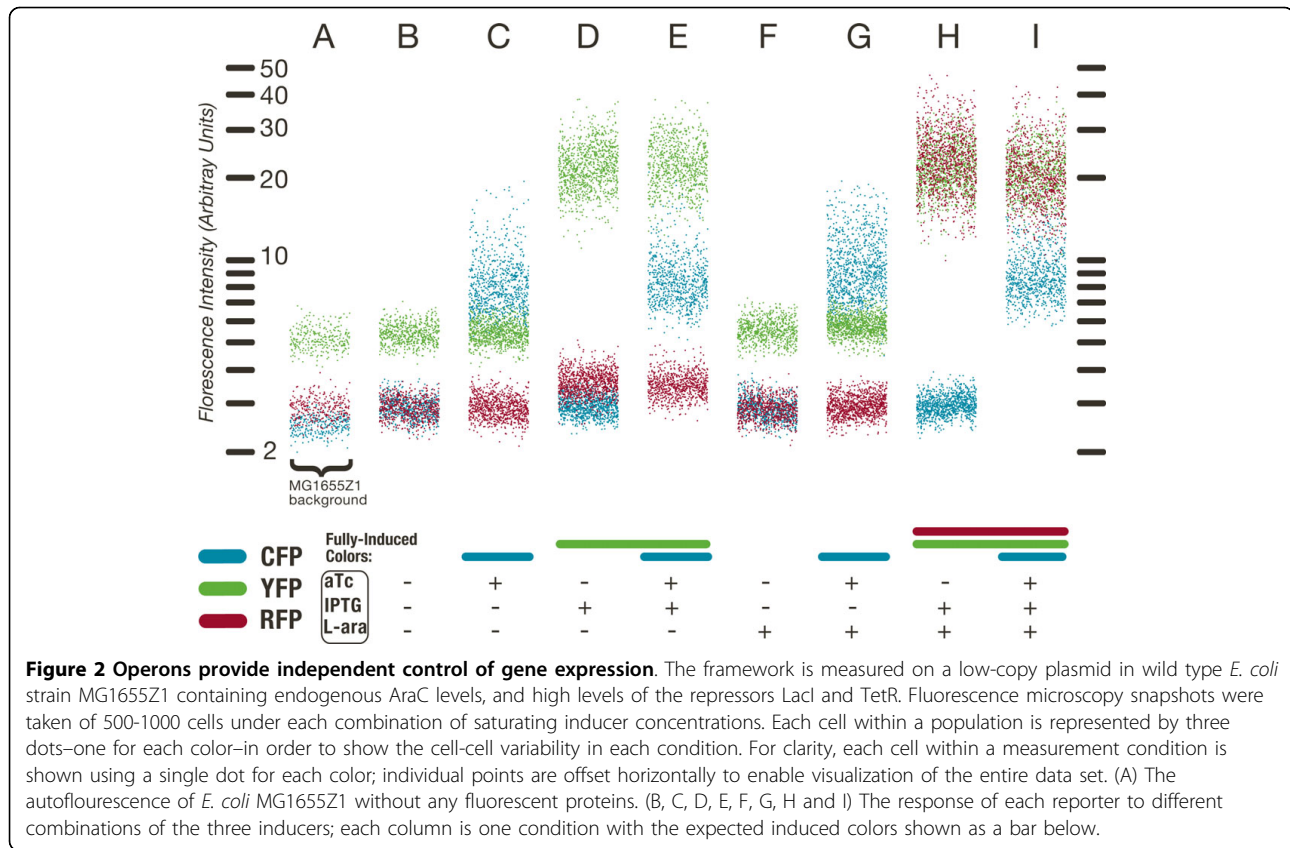 A B C D E F G H I
Florescence Intensity (Arbitray Units)
50
40
30
20
10
2
MG1655Z1
background
CFP
YFP
RFP
Fully-Induced
Colors:
aTc - + - + - + - +
IPTG - - + + - - + +
L-ara - - - - + + + +
Figure 2 Operons provide independent control of gene expression. The framework is measured on a low-copy plasmid in wild type E. coli
strain MG1655Z1 containing endogenous AraC levels, and high levels of the repressors LacI and TetR. Fluorescence microscopy snapshots were
taken of 500-1000 cells under each combination of saturating inducer concentrations. Each cell within a population is represented by three
dots–one for each color–in order to show the cell-cell variability in each condition. For clarity, each cell within a measurement condition is
shown using a single dot for each color; individual points are offset horizontally to enable visualization of the entire data set. (A) The
autoflourescence of E. coli MG1655Z1 without any fluorescent proteins. (B, C, D, E, F, G, H and I) The response of each reporter to different
combinations of the three inducers; each column is one condition with the expected induced colors shown as a bar below.